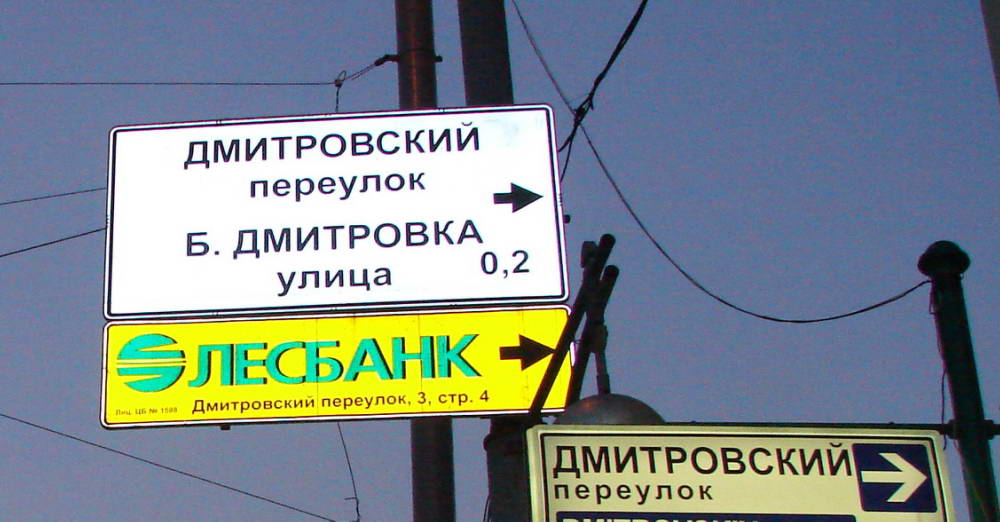 ДМИТРОВСКИЙ
переулок
Б. ДМИТРОВКА
улица 0,2
ЛЕСБАНК
Лиц. ЦБ № 1598
Дмитровский переулок, 3, стр. 4
ДМИТРОВСКИЙ
переулок